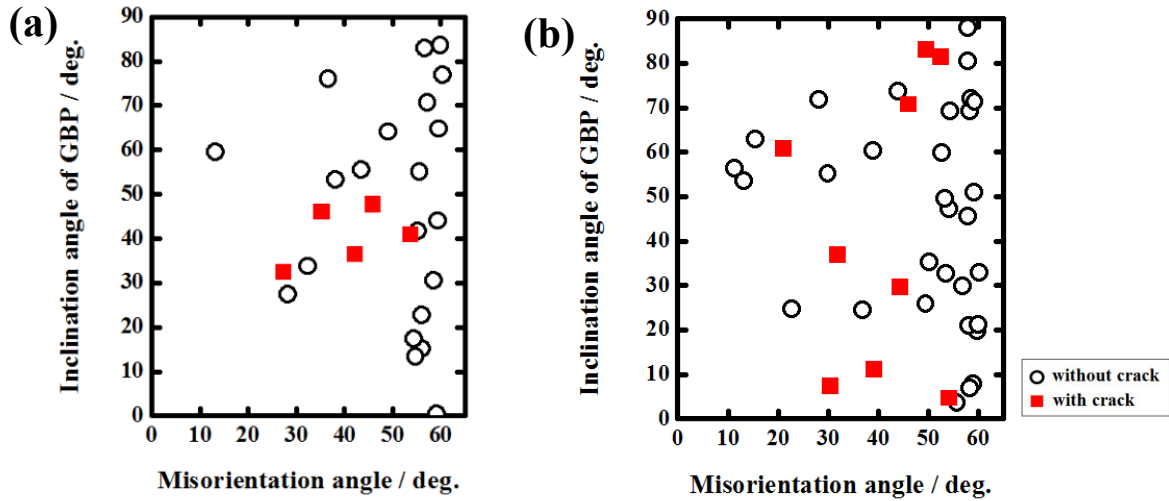 (a)
Inclination angle of GBP / deg.
90
80
70
60
50
40
30
20
10
0
0 10 20 30 40 50 60
Misorientation angle / deg.
(b)
Inclination angle of GBP / deg.
90
80
70
60
50
40
30
20
10
0
0 10 20 30 40 50 60
Misorientation angle / deg.
without crack
with crack